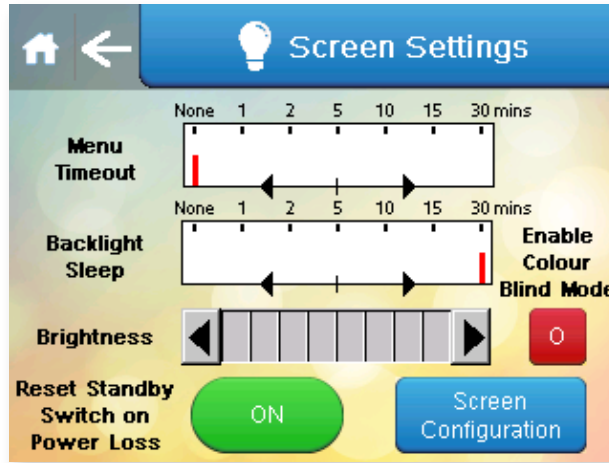 Screen Settings
None 1 2 5 10 15 30 mins
Menu
Timeout
None 1 2 5 10 15 30 mins
Backlight
Sleep
Enable
Colour
Blind Mode
Brightness
O
Reset Standby
Switch on
Power Loss
ON
Screen
Configuration